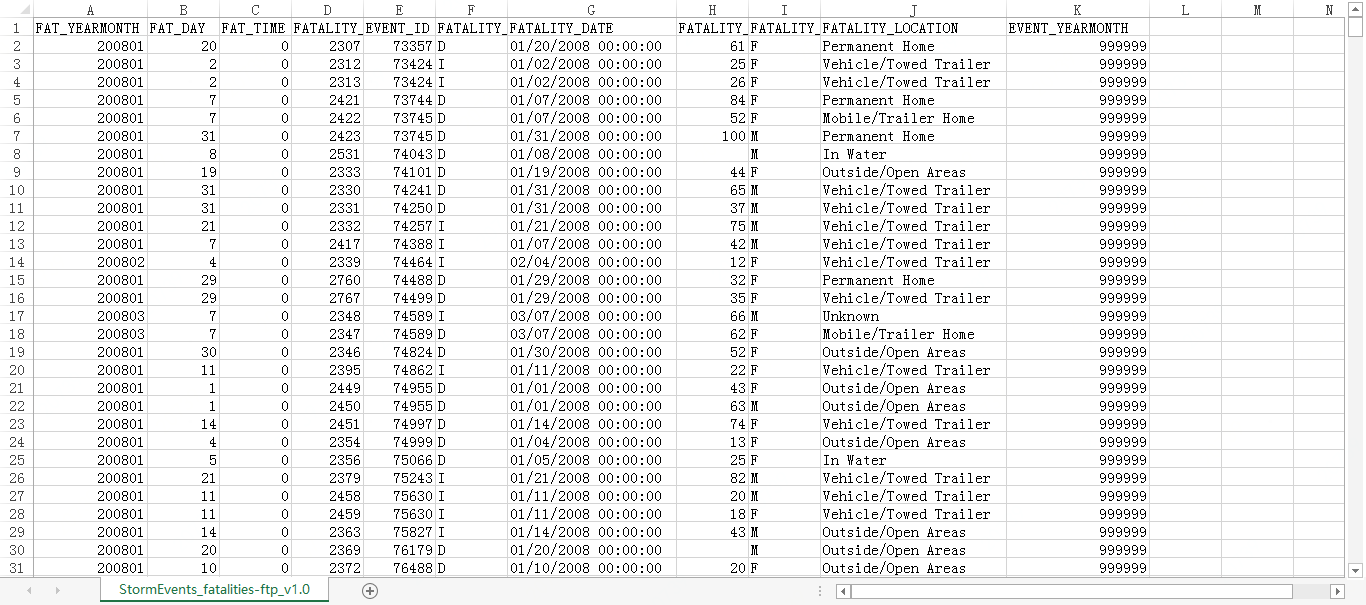 A B C D E F G H I J K L M N
1 FAT_YEARMONTH FAT_DAY FAT_TIME FATALITY_ EVENT_ID FATALITY_ FATALITY_DATE FATALITY_ FATALITY_ FATALITY_LOCATION EVENT_YEARMONTH
2 200801 20 0 2307 73357 D 01/20/2008 00:00:00 61 F Permanent Home 999999
3 200801 2 0 2312 73424 I 01/02/2008 00:00:00 25 F Vehicle/Towed Trailer 999999
4 200801 2 0 2313 73424 I 01/02/2008 00:00:00 26 F Vehicle/Towed Trailer 999999
5 200801 7 0 2421 73744 D 01/07/2008 00:00:00 84 F Permanent Home 999999
6 200801 7 0 2422 73745 D 01/07/2008 00:00:00 52 F Mobile/Trailer Home 999999
7 200801 31 0 2423 73745 D 01/31/2008 00:00:00 100 M Permanent Home 999999
8 200801 8 0 2531 74043 D 01/08/2008 00:00:00 M In Water 999999
9 200801 19 0 2333 74101 D 01/19/2008 00:00:00 44 F Outside/Open Areas 999999
10 200801 31 0 2330 74241 D 01/31/2008 00:00:00 65 M Vehicle/Towed Trailer 999999
11 200801 31 0 2331 74250 D 01/31/2008 00:00:00 37 M Vehicle/Towed Trailer 999999
12 200801 21 0 2332 74257 I 01/21/2008 00:00:00 75 M Vehicle/Towed Trailer 999999
13 200801 7 0 2417 74388 I 01/07/2008 00:00:00 42 M Vehicle/Towed Trailer 999999
14 200802 4 0 2339 74464 I 02/04/2008 00:00:00 12 F Vehicle/Towed Trailer 999999
15 200801 29 0 2760 74488 D 01/29/2008 00:00:00 32 F Permanent Home 999999
16 200801 29 0 2767 74499 D 01/29/2008 00:00:00 35 F Vehicle/Towed Trailer 999999
17 200803 7 0 2348 74589 I 03/07/2008 00:00:00 66 M Unknown 999999
18 200803 7 0 2347 74589 D 03/07/2008 00:00:00 62 F Mobile/Trailer Home 999999
19 200801 30 0 2346 74824 D 01/30/2008 00:00:00 52 F Outside/Open Areas 999999
20 200801 11 0 2395 74862 I 01/11/2008 00:00:00 22 F Vehicle/Towed Trailer 999999
21 200801 1 0 2449 74955 D 01/01/2008 00:00:00 43 F Outside/Open Areas 999999
22 200801 1 0 2450 74955 D 01/01/2008 00:00:00 63 M Outside/Open Areas 999999
23 200801 14 0 2451 74997 D 01/14/2008 00:00:00 74 F Vehicle/Towed Trailer 999999
24 200801 4 0 2354 74999 D 01/04/2008 00:00:00 13 F Outside/Open Areas 999999
25 200801 5 0 2356 75066 D 01/05/2008 00:00:00 25 F In Water 999999
26 200801 21 0 2379 75243 I 01/21/2008 00:00:00 82 M Vehicle/Towed Trailer 999999
27 200801 11 0 2458 75630 I 01/11/2008 00:00:00 20 M Vehicle/Towed Trailer 999999
28 200801 11 0 2459 75630 I 01/11/2008 00:00:00 18 F Vehicle/Towed Trailer 999999
29 200801 14 0 2363 75827 I 01/14/2008 00:00:00 43 M Outside/Open Areas 999999
30 200801 20 0 2369 76179 D 01/20/2008 00:00:00 M Outside/Open Areas 999999
31 200801 10 0 2372 76488 D 01/10/2008 00:00:00 20 F Outside/Open Areas 999999
StormEvents_fatalities-ftp_v1.0